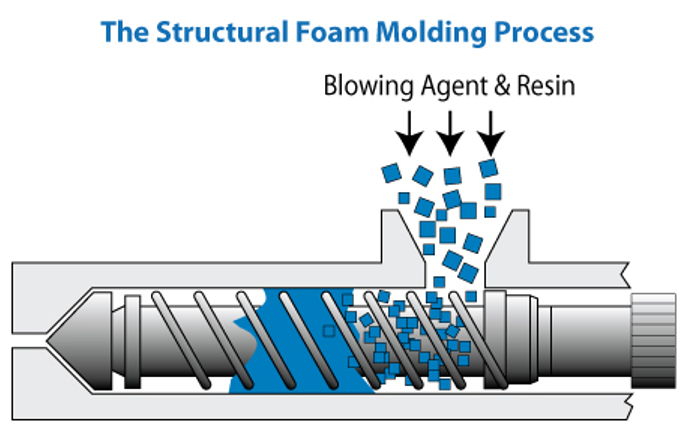 The Structural Foam Molding Process
Blowing Agent & Resin